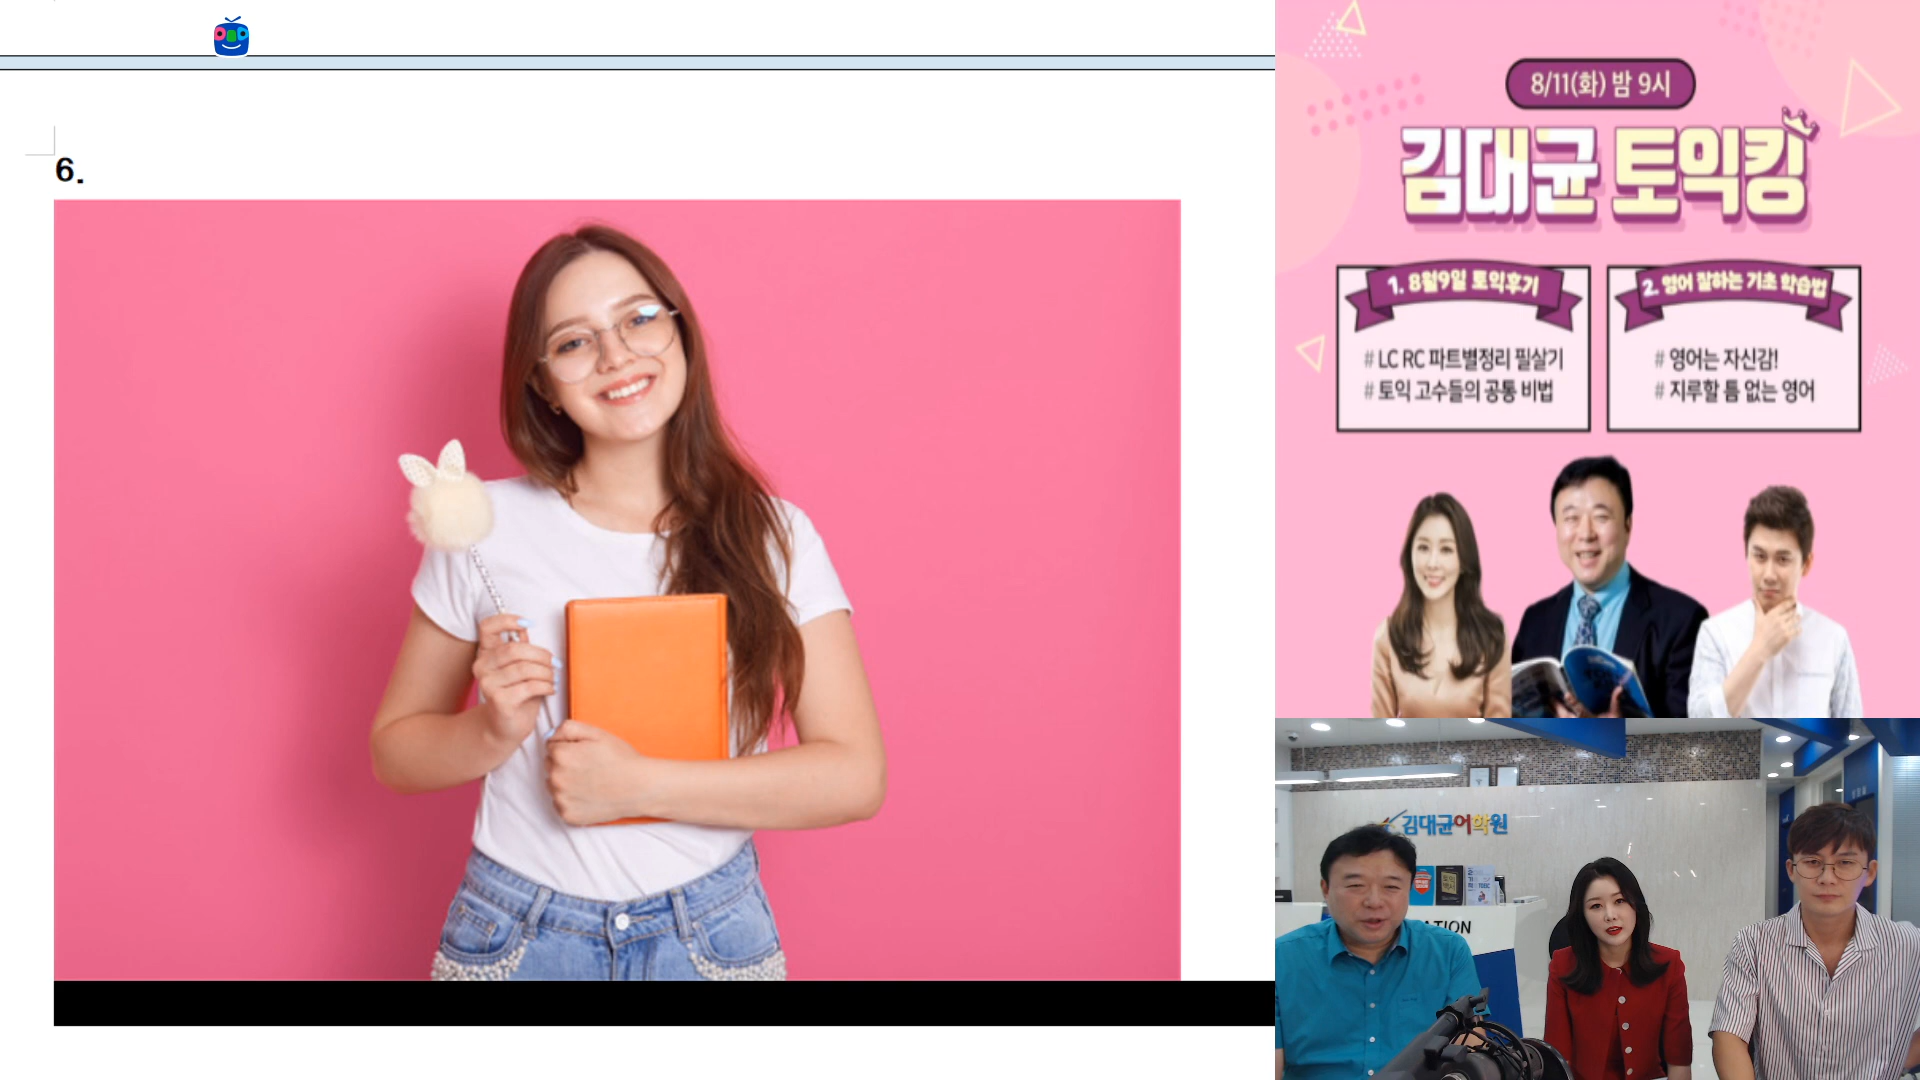 6.
8/11(화) 밤 9시
김대균 토익킹
1. 8월9일 토익후기
# LC RC 파트별정리 필살기
# 토익 고수들의 공통 비법
2. 영어 잘하는 기초 학습법
# 영어는 자신감!
# 지루할 틈 없는 영어
김대균어학원
ATION